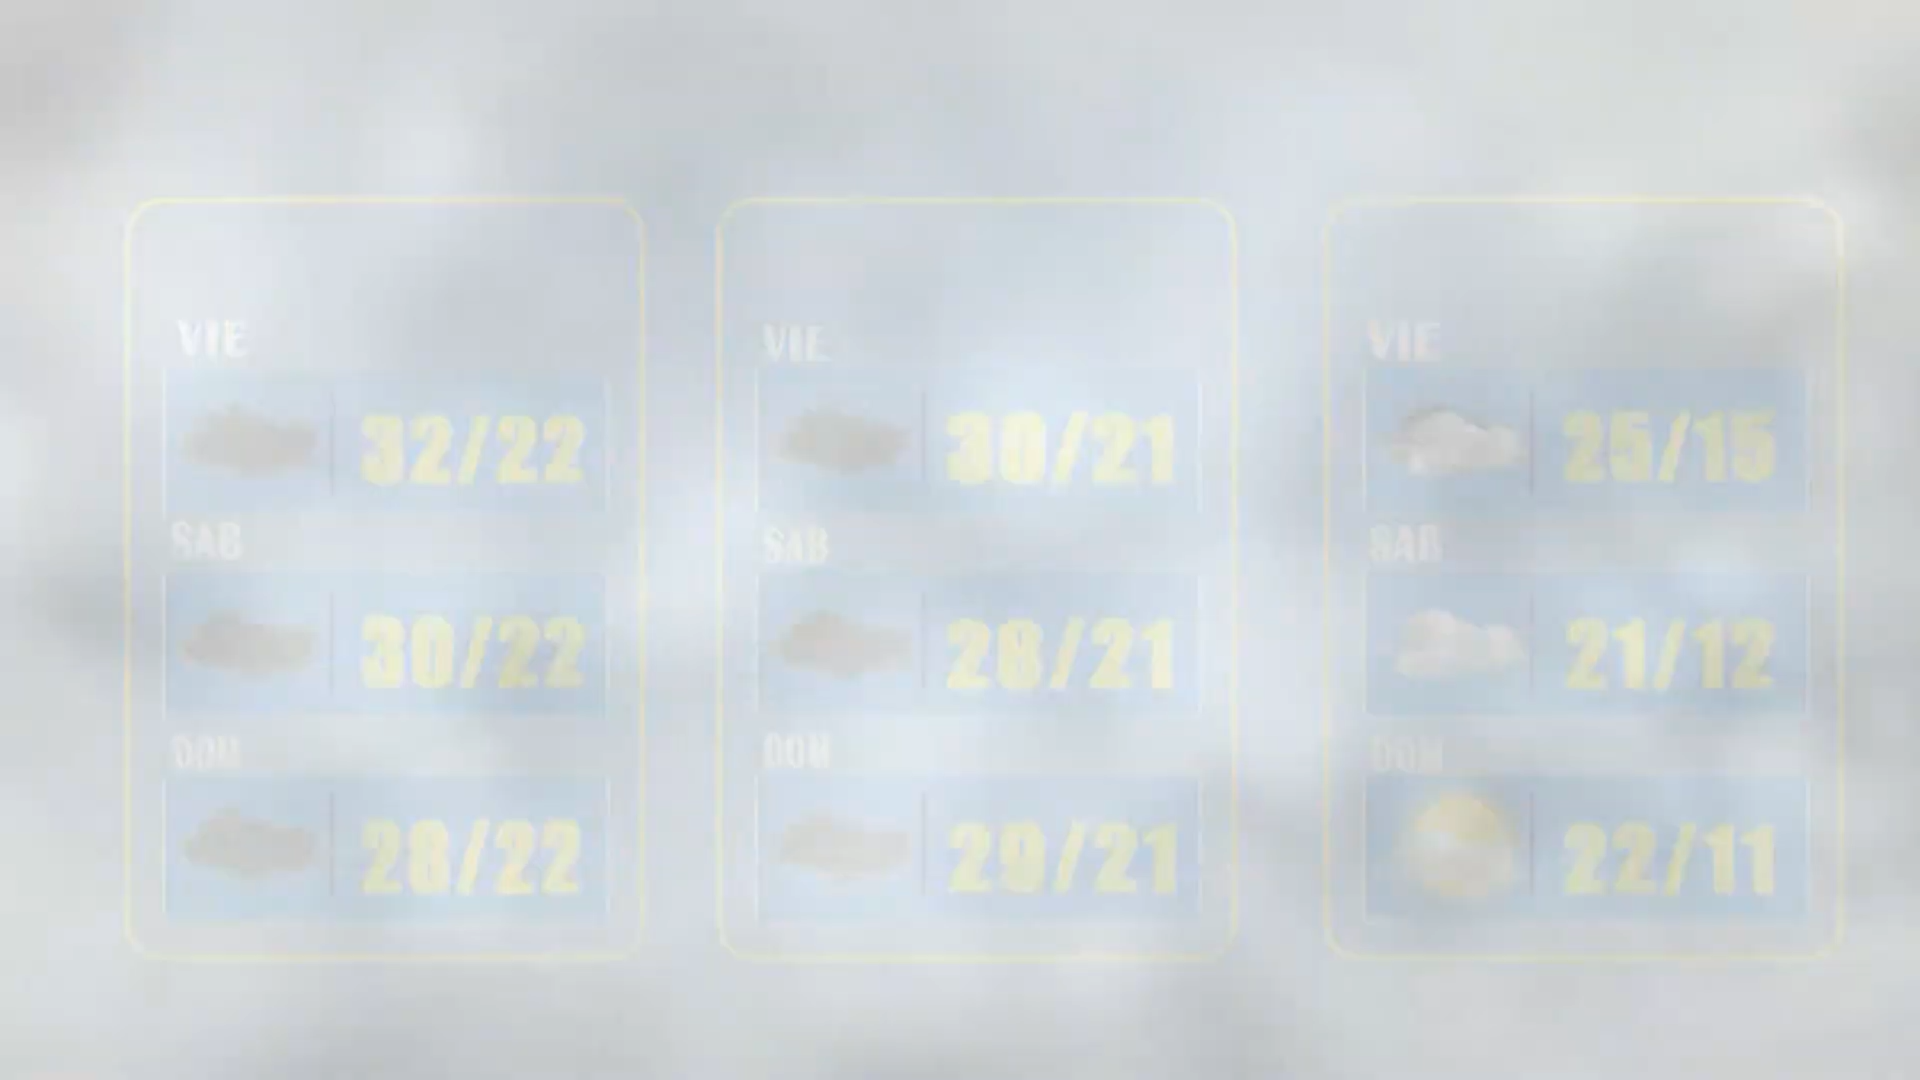 VIE
32/22
SAB
30/22
DOM
28/22
VIE
30/21
SAB
28/21
DOM
29/21
VIE
25/15
SAB
21/12
DOM
22/11